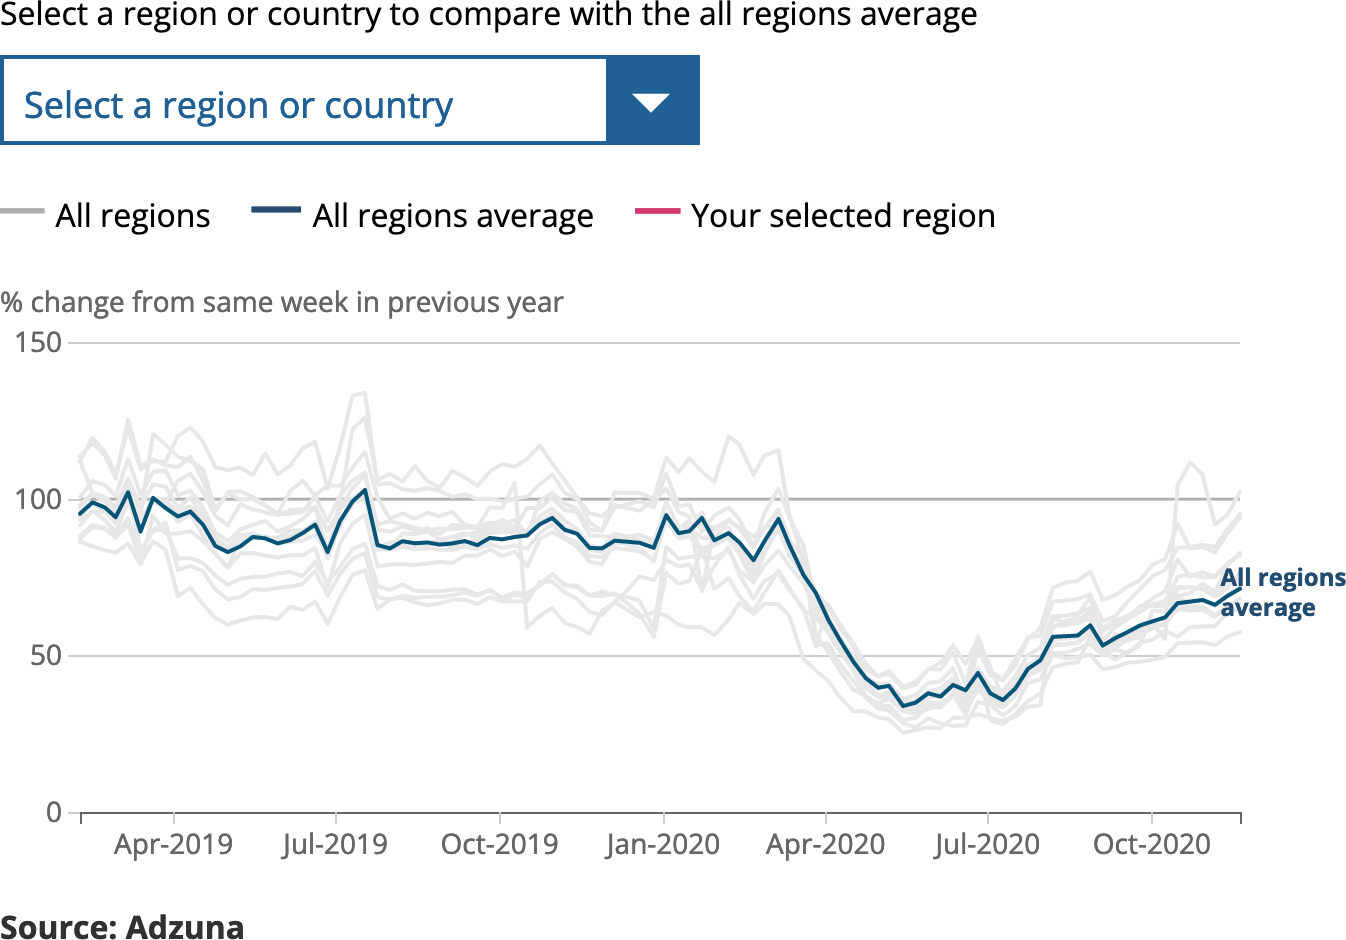 Select a region or country to compare with the all regions average
Select a region or country
All regions All regions average Your selected region
% change from same week in previous year
150
100
50
0
All regions
average
Apr-2019 Jul-2019 Oct-2019 Jan-2020 Apr-2020 Jul-2020 Oct-2020
Source: Adzuna